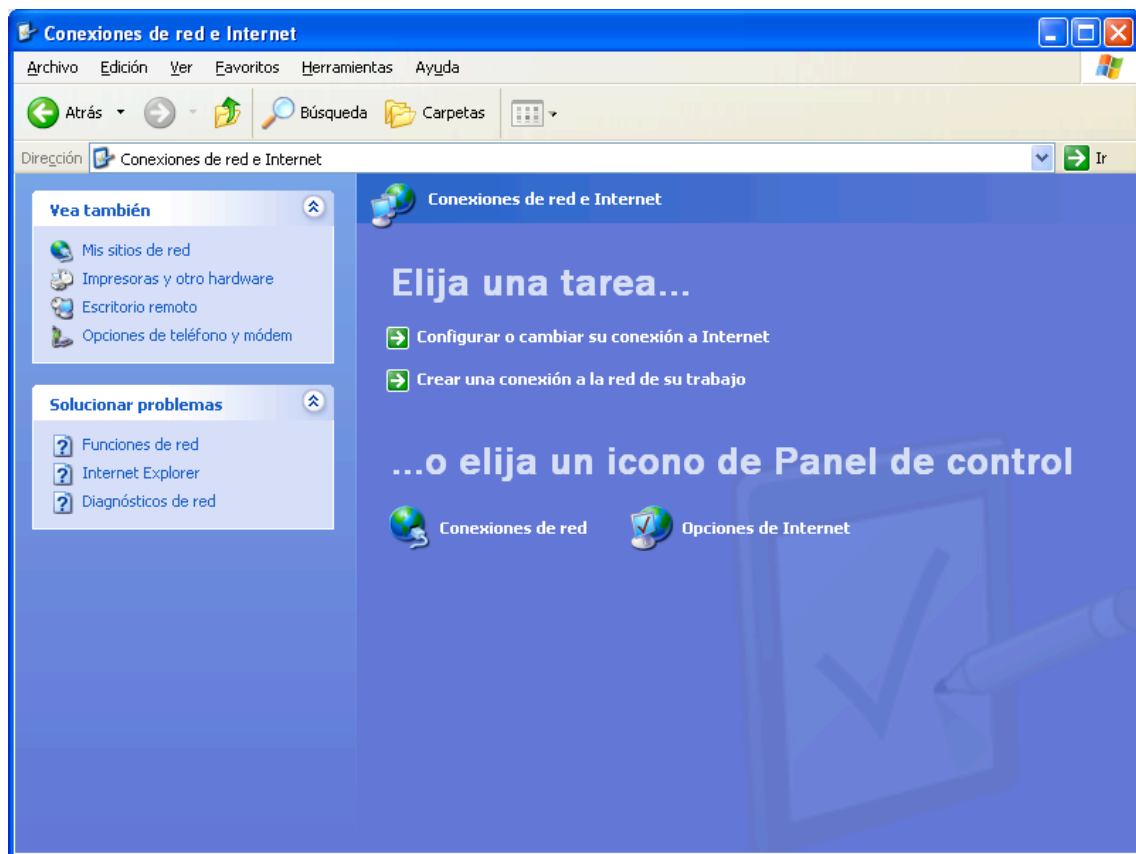 Conexiones de red e Internet
Archivo Edición Ver Favoritos Herramientas Ayuda
Atrás Búsqueda Carpetas
Dirección Conexiones de red e Internet Ir
Vea también
Mis sitios de red
Impresoras y otro hardware
Escritorio remoto
Opciones de teléfono y módem
Solucionar problemas
Funciones de red
Internet Explorer
Diagnósticos de red
Conexiones de red e Internet
Elija una tarea...
Configurar o cambiar su conexión a Internet
Crear una conexión a la red de su trabajo
...o elija un icono de Panel de control
Conexiones de red Opciones de Internet